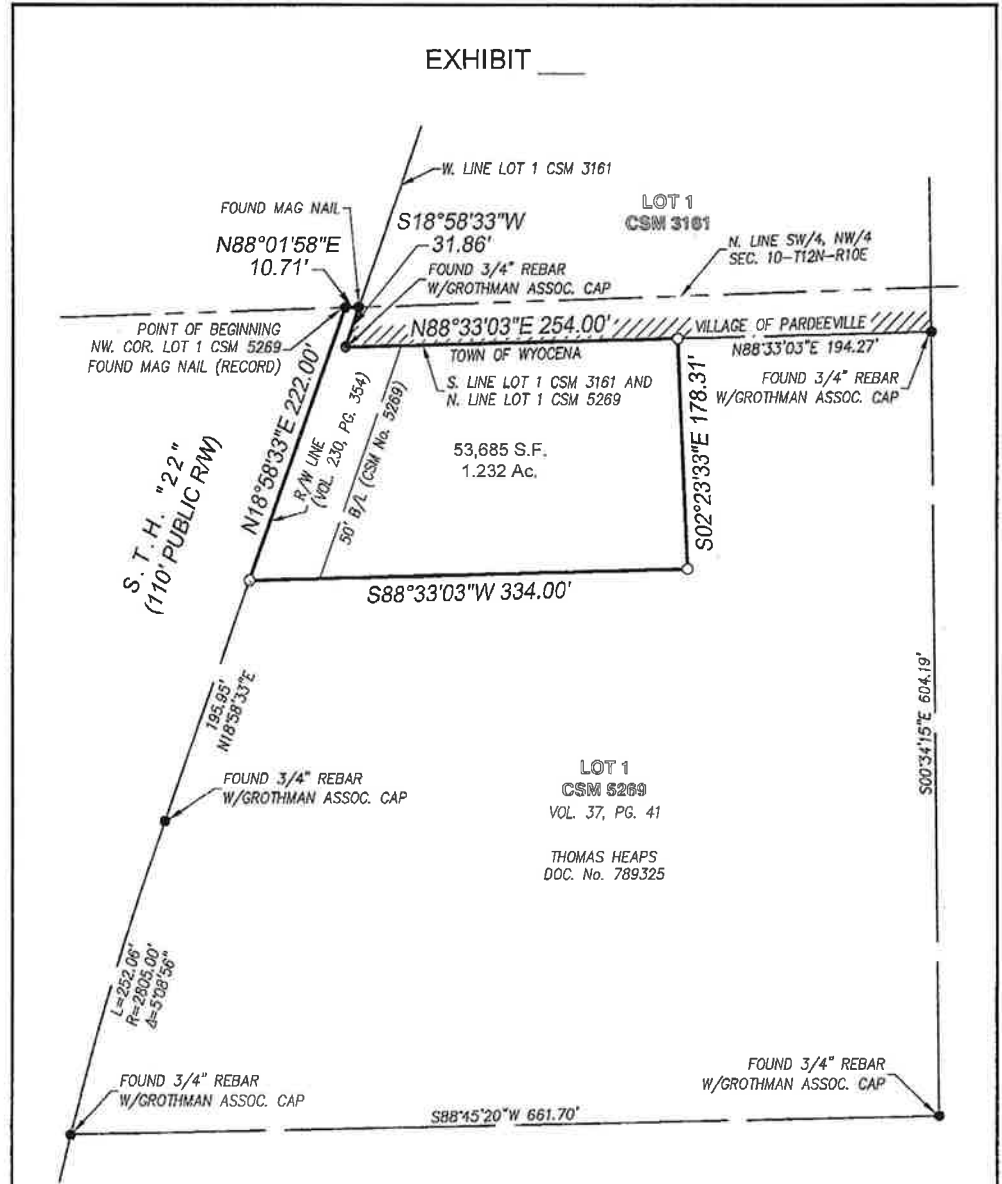 EXHIBIT ___
W. LINE LOT 1 CSM 3161
FOUND MAG NAIL
LOT 1
CSM 3161
S18°58'33"W
31.86'
N88°01'58"E
10.71'
N. LINE SW/4, NW/4
SEC. 10-T12N-R10E
FOUND 3/4" REBAR
W/GROTHMAN ASSOC. CAP
POINT OF BEGINNING
NW. COR. LOT 1 CSM 5269
FOUND MAG NAIL (RECORD)
N88°33'03"E 254.00'
VILLAGE OF PARDEEVILLE
TOWN OF WYOCENA
N88°33'03"E 194.27'
S. LINE LOT 1 CSM 3161 AND
N. LINE LOT 1 CSM 5269
FOUND 3/4" REBAR
W/GROTHMAN ASSOC. CAP
N18°58'33"E 222.00'
R/W LINE
(VOL. 230, PG. 354)
50' B/L (CSM No. 5269)
53,685 S.F.
1.232 Ac.
S02°23'33"E 178.31'
S. T. H. "22"
(110' PUBLIC R/W)
S88°33'03"W 334.00'
195.95'
N18°58'33"E
S00°34'15"E 604.19'
FOUND 3/4" REBAR
W/GROTHMAN ASSOC. CAP
LOT 1
CSM 5269
VOL. 37, PG. 41
THOMAS HEAPS
DOC. No. 789325
L=252.06'
R=2805.00'
Δ=5°08'56"
FOUND 3/4" REBAR
W/GROTHMAN ASSOC. CAP
FOUND 3/4" REBAR
W/GROTHMAN ASSOC. CAP
S88°45'20"W 661.70'